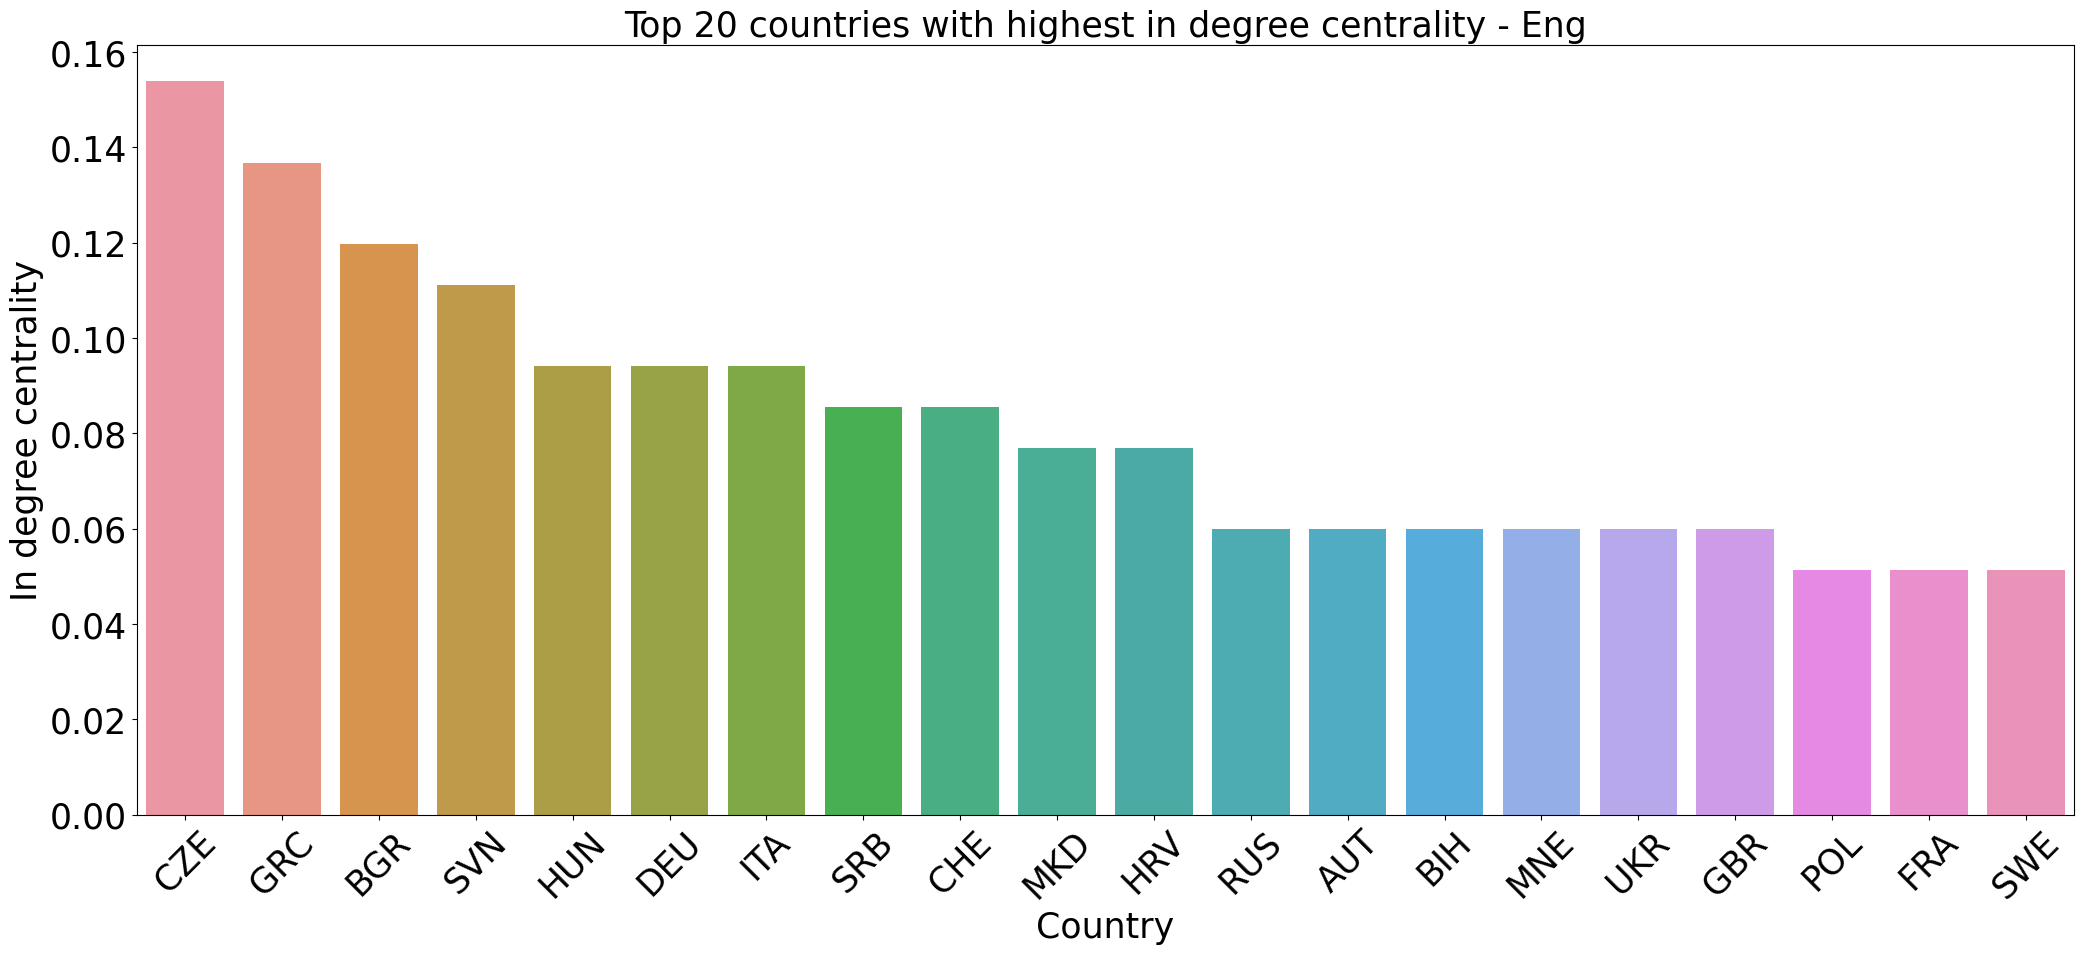 Top 20 countries with highest in degree centrality - Eng
0.16
0.14
0.12
0.10
0.08
0.06
0.04
0.02
0.00
In degree centrality
CZE
GRC
BGR
SVN
HUN
DEU
ITA
SRB
CHE
MKD
HRV
RUS
AUT
BIH
MNE
UKR
GBR
POL
FRA
SWE
Country